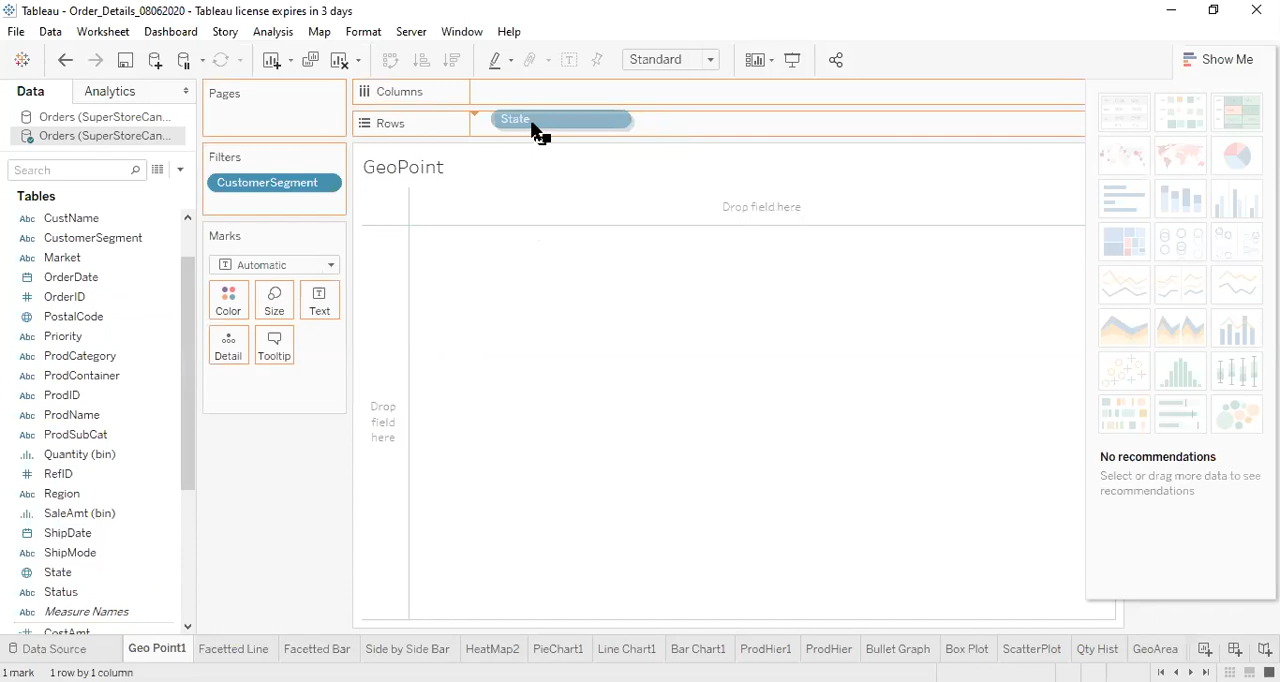 Tableau - Order_Details_08062020 - Tableau license expires in 3 days
File Data Worksheet Dashboard Story Analysis Map Format Server Window Help
Standard
Show Me
Data Analytics
Orders (SuperStoreCan...
Orders (SuperStoreCan...
Search
Tables
Abc CustName
Abc CustomerSegment
Abc Market
OrderDate
# OrderID
PostalCode
Abc Priority
Abc ProdCategory
Abc ProdContainer
Abc ProdID
Abc ProdName
Abc ProdSubCat
Quantity (bin)
# RefID
Abc Region
SaleAmt (bin)
ShipDate
Abc ShipMode
State
Abc Status
Abc Measure Names
# CostAmt
Pages
Filters
CustomerSegment
Marks
T Automatic
Color Size Text
Detail Tooltip
Columns
Rows
State
GeoPoint
Drop field here
Drop
field
here
No recommendations
Select or drag more data to see
recommendations
Data Source Geo Point1 Facetted Line Facetted Bar Side by Side Bar HeatMap2 PieChart1 Line Chart1 Bar Chart1 ProdHier1 ProdHier Bullet Graph Box Plot ScatterPlot Qty Hist GeoArea
1 mark 1 row by 1 column